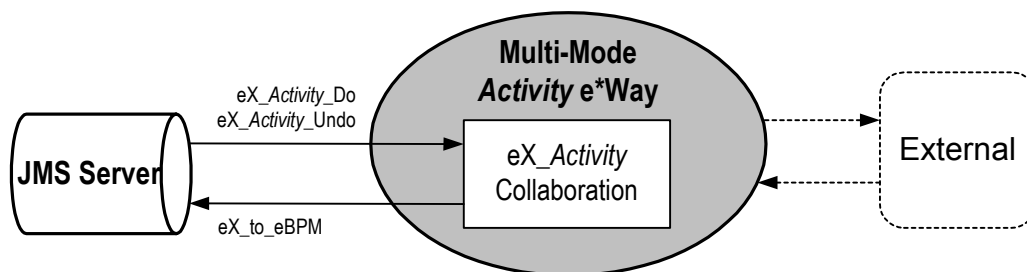 Multi-Mode
Activity e*Way
eX_Activity_Do
eX_Activity_Undo
JMS Server
eX_Activity
Collaboration
External
eX_to_eBPM